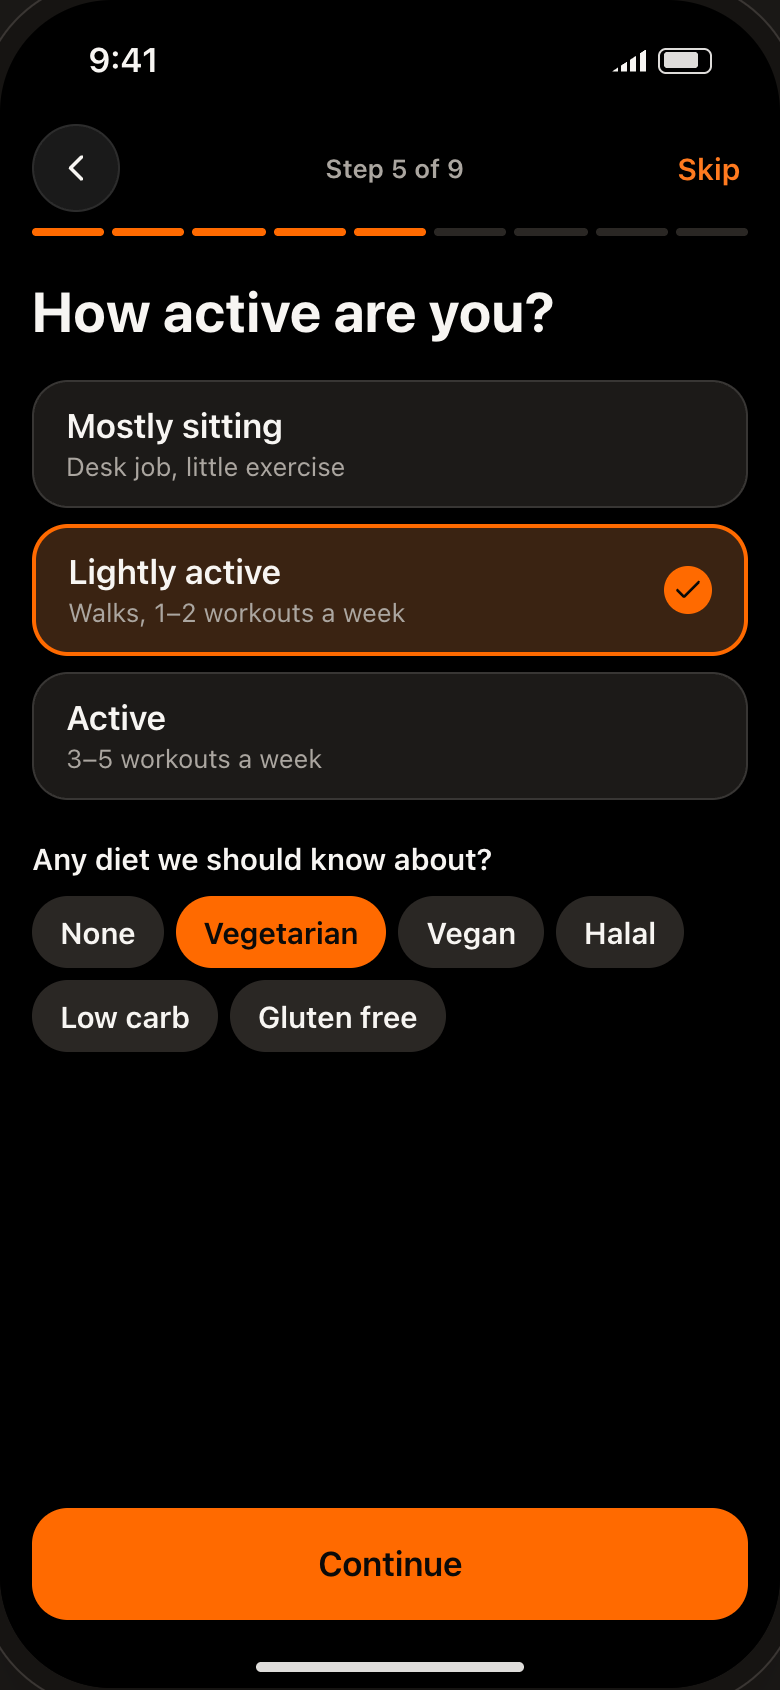 9:41
Step 5 of 9
Skip
How active are you?
Mostly sitting
Desk job, little exercise
Lightly active
Walks, 1–2 workouts a week
Active
3–5 workouts a week
Any diet we should know about?
None
Vegetarian
Vegan
Halal
Low carb
Gluten free
Continue